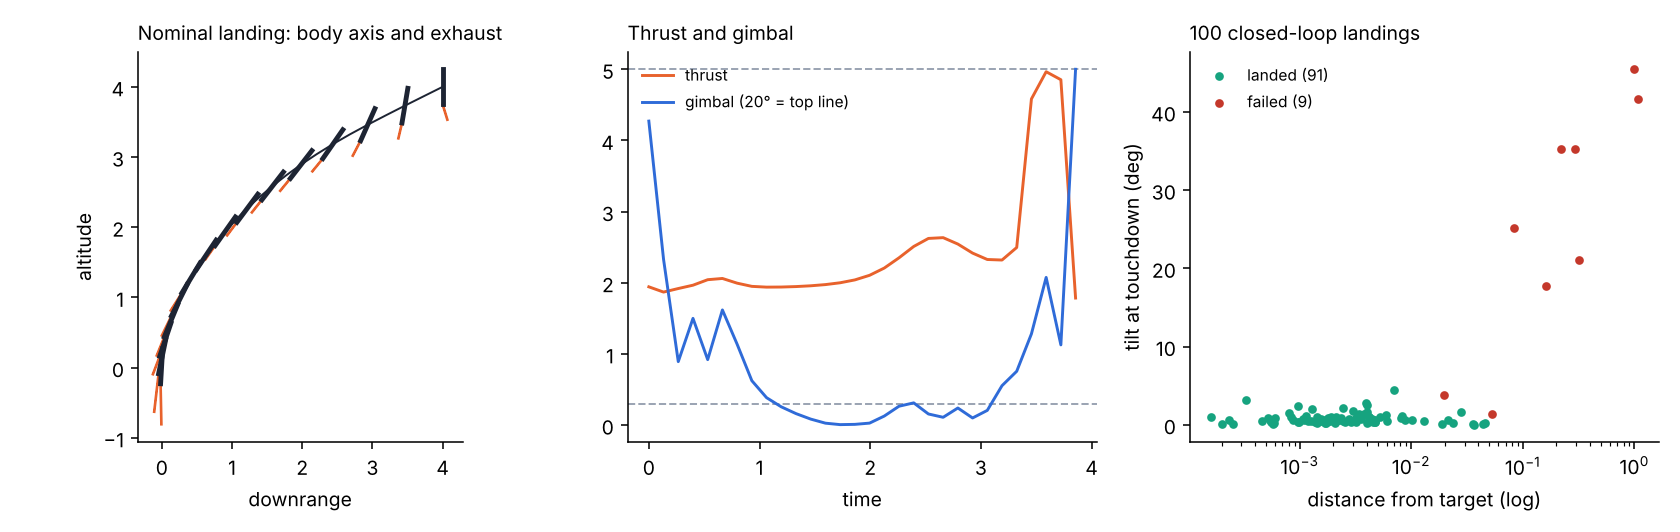 Nominal landing: body axis and exhaust
altitude
4
3
2
1
0
−1
0 1 2 3 4
downrange
Thrust and gimbal
thrust
gimbal (20° = top line)
5
4
3
2
1
0
0 1 2 3 4
time
100 closed-loop landings
landed (91)
failed (9)
tilt at touchdown (deg)
40
30
20
10
0
10⁻³ 10⁻² 10⁻¹ 10⁰
distance from target (log)